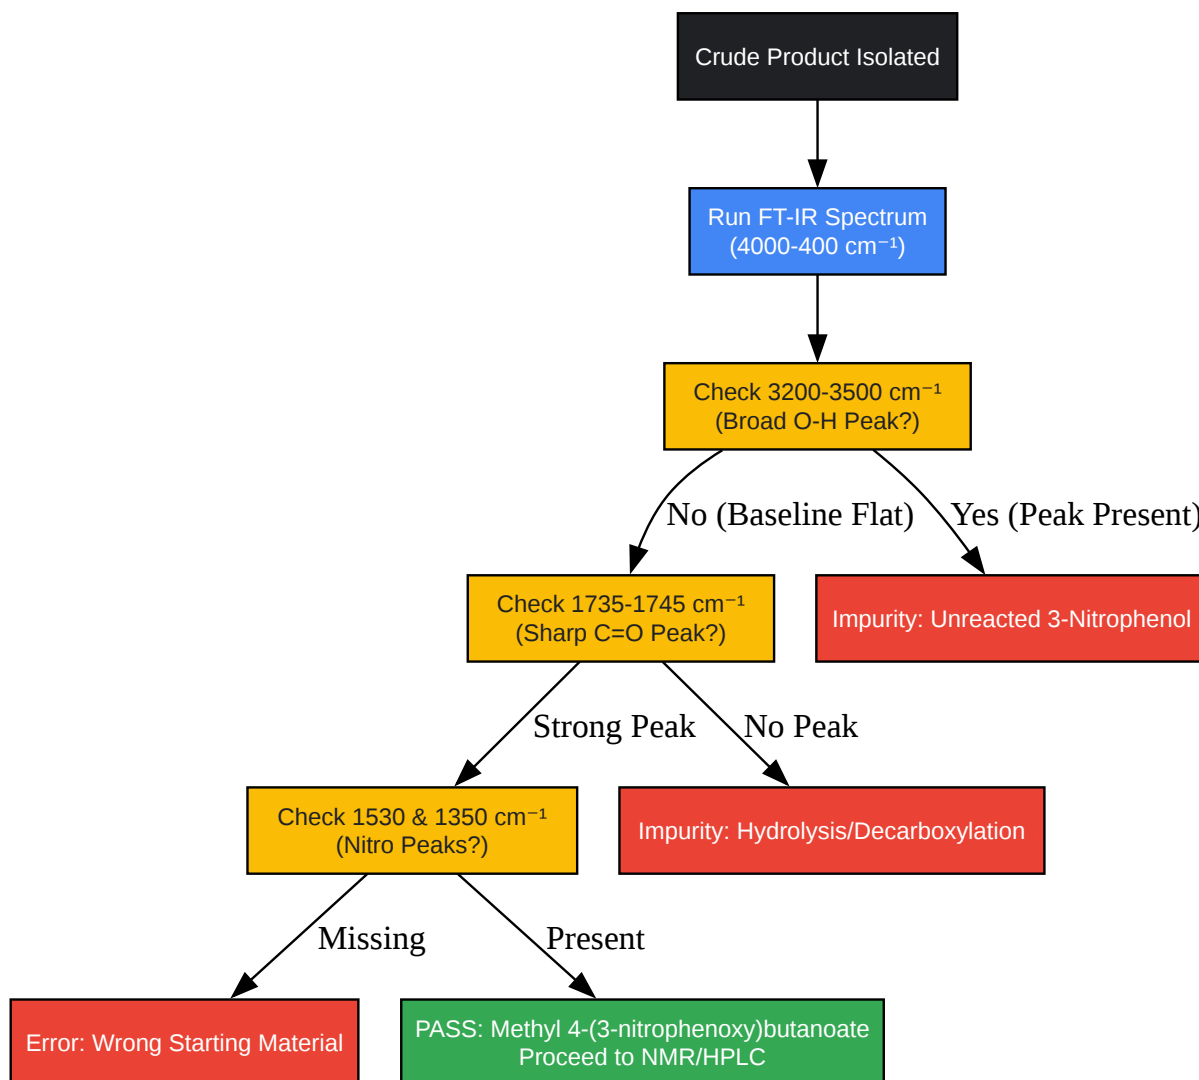 Crude Product Isolated
Run FT-IR Spectrum
(4000-400 cm⁻¹)
Check 3200-3500 cm⁻¹
(Broad O-H Peak?)
No (Baseline Flat)
Yes (Peak Present)
Check 1735-1745 cm⁻¹
(Sharp C=O Peak?)
Impurity: Unreacted 3-Nitrophenol
Strong Peak
No Peak
Check 1530 & 1350 cm⁻¹
(Nitro Peaks?)
Impurity: Hydrolysis/Decarboxylation
Missing
Present
Error: Wrong Starting Material
PASS: Methyl 4-(3-nitrophenoxy)butanoate
Proceed to NMR/HPLC